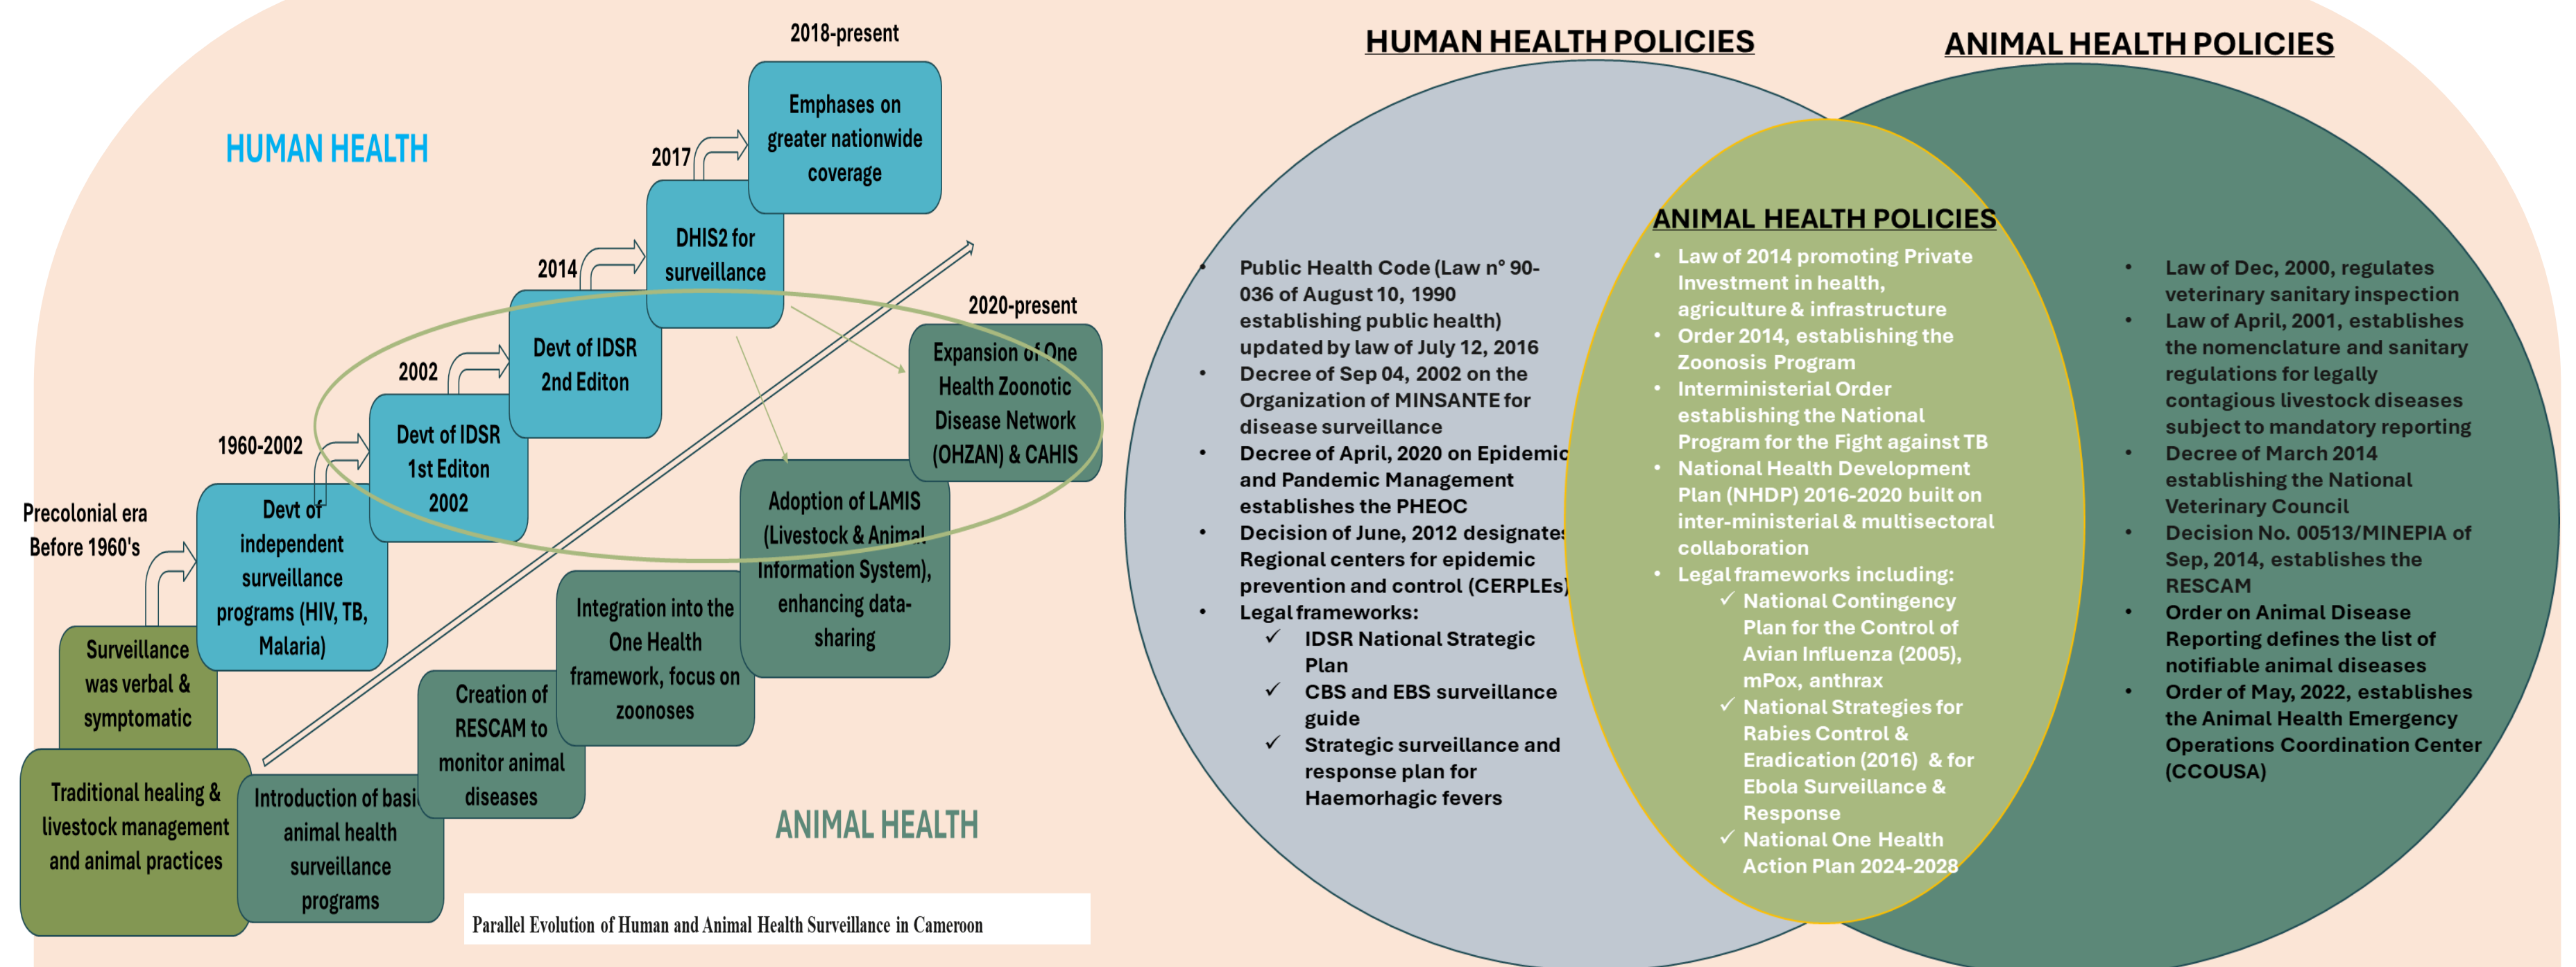 2018-present
Emphases on
greater nationwide
coverage
HUMAN HEALTH
2017
DHIS2 for
surveillance
2014
Devt of IDSR
2nd Editon
2002
Devt of IDSR
1st Editon
2002
1960-2002
Devt of
independent
surveillance
programs (HIV, TB,
Malaria)
Precolonial era
Before 1960's
Surveillance
was verbal &
symptomatic
Traditional healing &
livestock management
and animal practices
Introduction of basi
animal health
surveillance
programs
Creation of
RESCAM to
monitor animal
diseases
Integration into the
One Health
framework, focus on
zoonoses
Adoption of LAMIS
(Livestock & Animal
Information System),
enhancing data-
sharing
2020-present
Expansion of One
Health Zoonotic
Disease Network
(OHZAN) & CAHIS
ANIMAL HEALTH
Parallel Evolution of Human and Animal Health Surveillance in Cameroon
HUMAN HEALTH POLICIES
• Public Health Code (Law n° 90-
036 of August 10, 1990
establishing public health)
updated by law of July 12, 2016
• Decree of Sep 04, 2002 on the
Organization of MINSANTE for
disease surveillance
• Decree of April, 2020 on Epidemic
and Pandemic Management
establishes the PHEOC
• Decision of June, 2012 designates
Regional centers for epidemic
prevention and control (CERPLEs)
• Legal frameworks:
✓ IDSR National Strategic
Plan
✓ CBS and EBS surveillance
guide
✓ Strategic surveillance and
response plan for
Haemorhagic fevers
ANIMAL HEALTH POLICIES
• Law of 2014 promoting Private
Investment in health,
agriculture & infrastructure
• Order 2014, establishing the
Zoonosis Program
• Interministerial Order
establishing the National
Program for the Fight against TB
• National Health Development
Plan (NHDP) 2016-2020 built on
inter-ministerial & multisectoral
collaboration
• Legal frameworks including:
✓ National Contingency
Plan for the Control of
Avian Influenza (2005),
mPox, anthrax
✓ National Strategies for
Rabies Control &
Eradication (2016) & for
Ebola Surveillance &
Response
✓ National One Health
Action Plan 2024-2028
ANIMAL HEALTH POLICIES
• Law of Dec, 2000, regulates
veterinary sanitary inspection
• Law of April, 2001, establishes
the nomenclature and sanitary
regulations for legally
contagious livestock diseases
subject to mandatory reporting
• Decree of March 2014
establishing the National
Veterinary Council
• Decision No. 00513/MINEPIA of
Sep, 2014, establishes the
RESCAM
• Order on Animal Disease
Reporting defines the list of
notifiable animal diseases
• Order of May, 2022, establishes
the Animal Health Emergency
Operations Coordination Center
(CCOUSA)